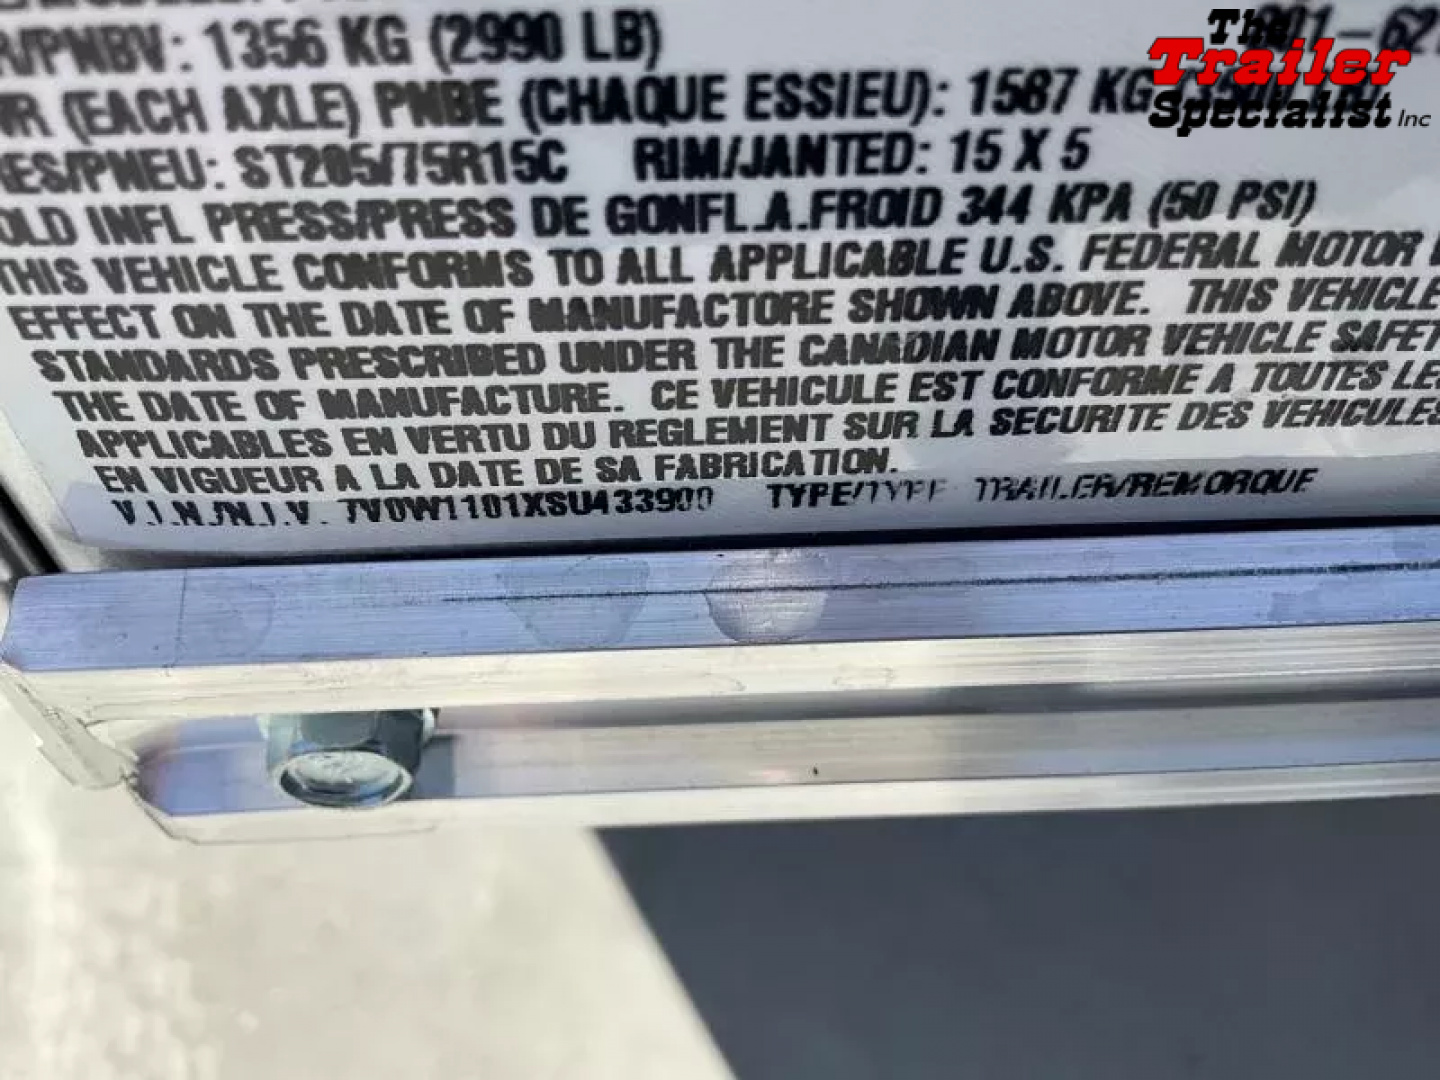 R/PNBV: 1356 KG (2990 LB)
The
Trailer
Specialist Inc
WR (EACH AXLE) PNBE (CHAQUE ESSIEU): 1587 KG
RES/PNEU: ST205/75R15C RIM/JANTED: 15 X 5
OLD INFL PRESS/PRESS DE GONFL.A.FROID 344 KPA (50 PSI)
THIS VEHICLE CONFORMS TO ALL APPLICABLE U.S. FEDERAL MOTOR
EFFECT ON THE DATE OF MANUFACTORE SHOWN ABOVE. THIS VEHICLE
STANDARDS PRESCRIBED UNDER THE CANADIAN MOTOR VEHICLE SAFET
THE DATE OF MANUFACTURE. CE VEHICULE EST CONFORME A TOUTES LES
APPLICABLES EN VERTU DU REGLEMENT SUR LA SECURITE DES VEHICULES
EN VIGUEUR A LA DATE DE SA FABRICATION.
V.I.N./N.I.V. 7V0W1101XSU433900 TYPE/TYPE TRAILER/REMORQUE